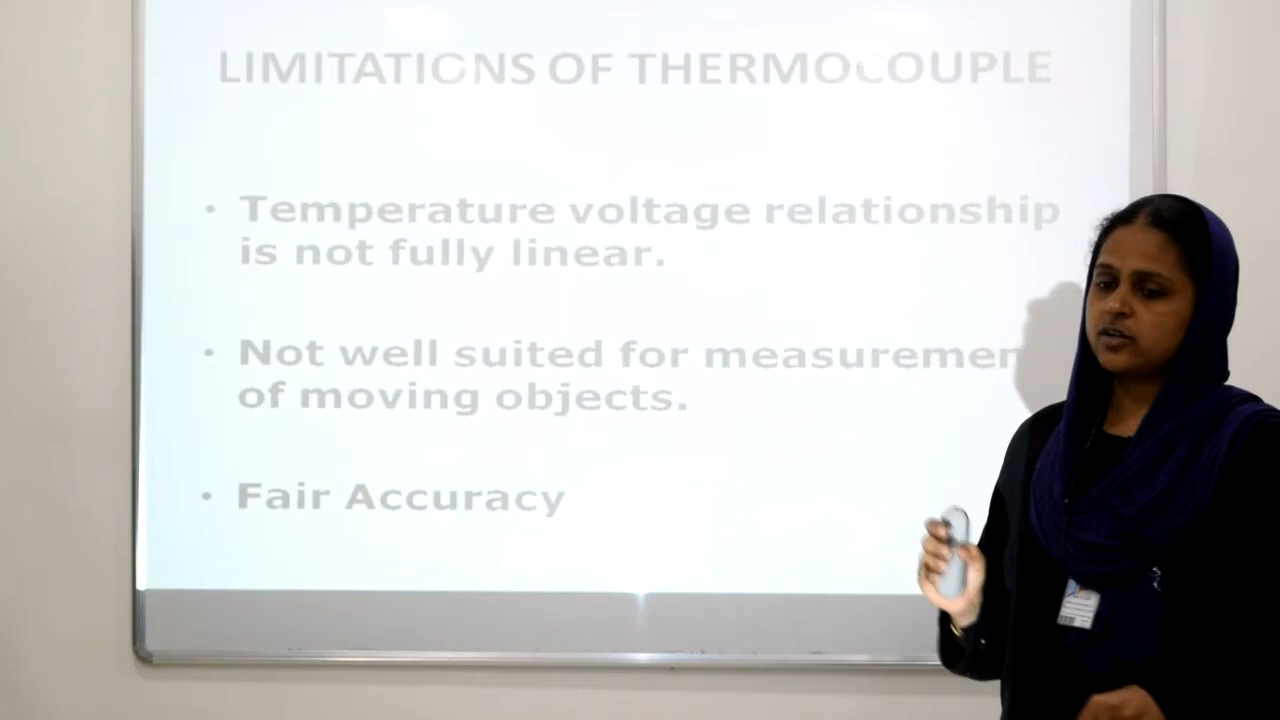 LIMITATIONS OF THERMOCOUPLE
• Temperature voltage relationship
is not fully linear.
• Not well suited for measuremen
of moving objects.
• Fair Accuracy